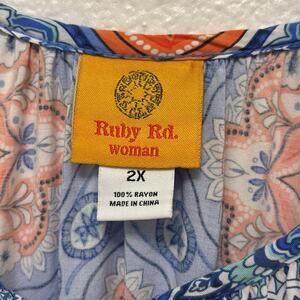 Ruby Rd.
woman
2X
100% RAYON
MADE IN CHINA